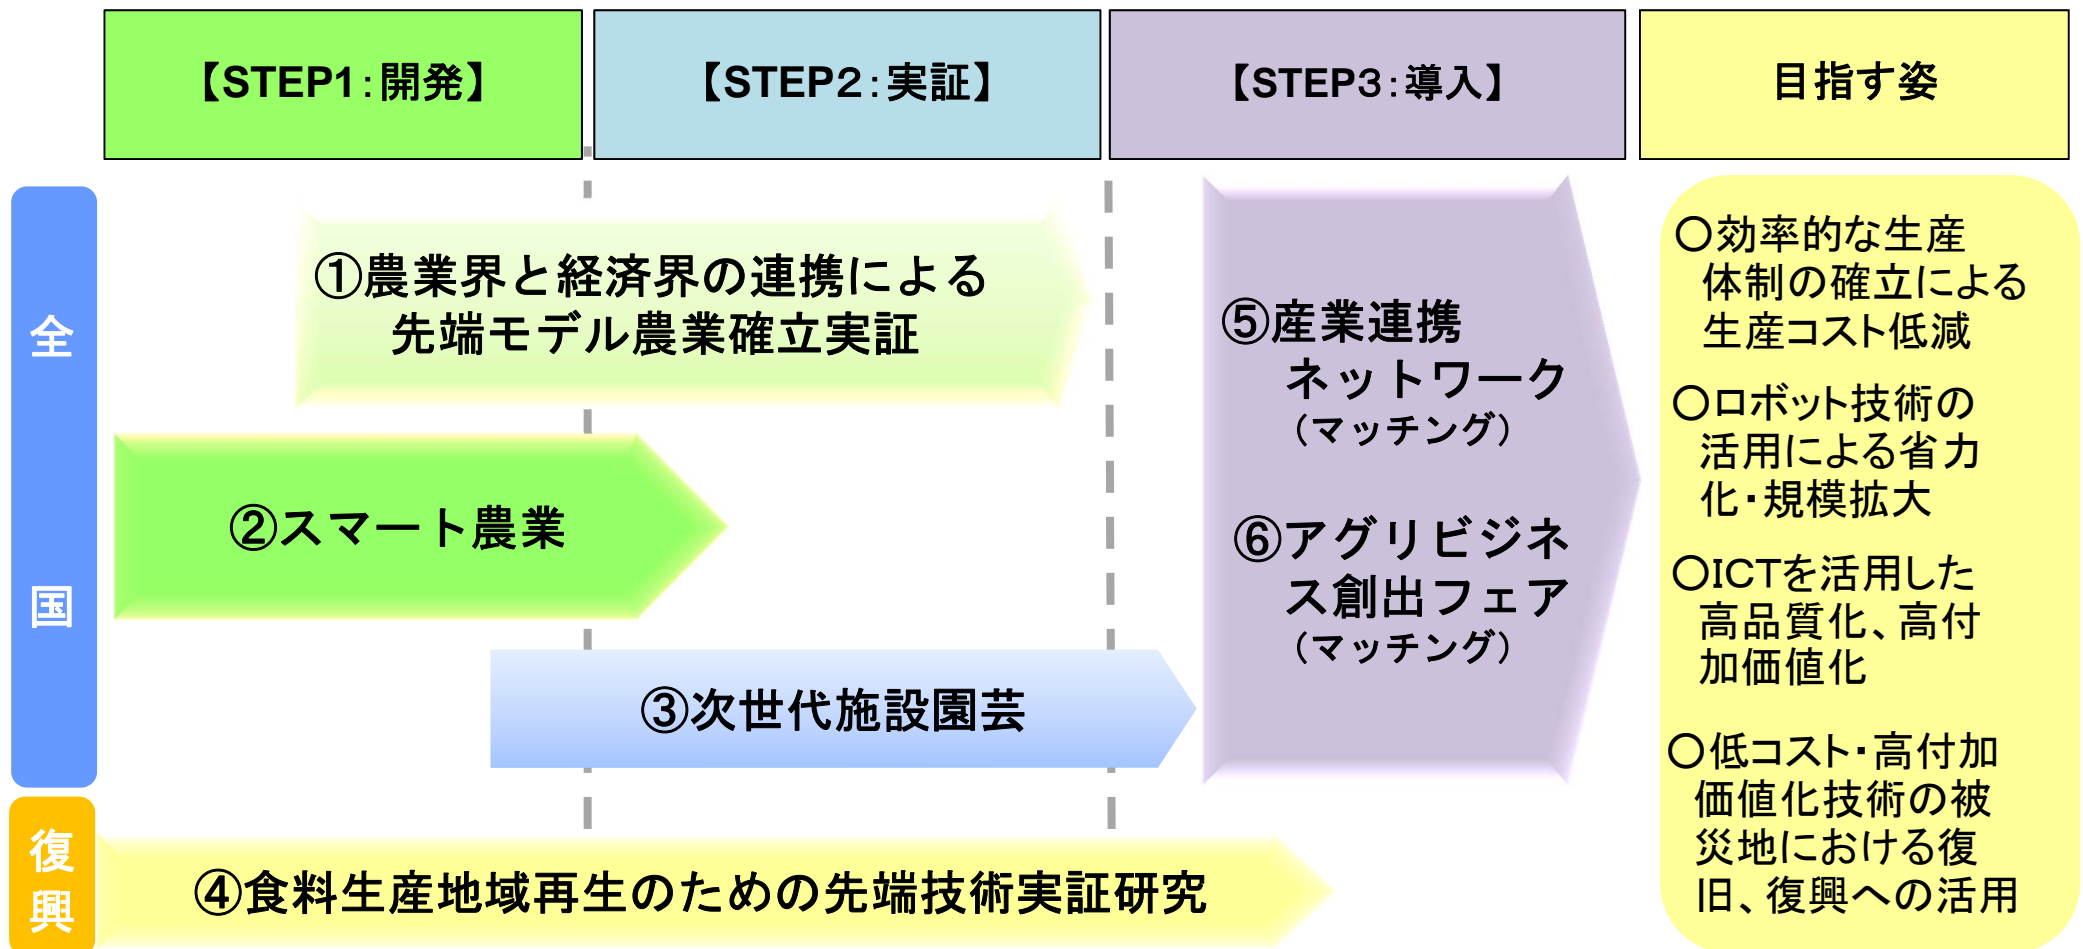 【STEP1：開発】
【STEP2：実証】
【STEP3：導入】
目指す姿
全
国
①農業界と経済界の連携による
先端モデル農業確立実証
②スマート農業
③次世代施設園芸
⑤産業連携
ネットワーク
（マッチング）
⑥アグリビジネ
ス創出フェア
（マッチング）
復
興
④食料生産地域再生のための先端技術実証研究
○効率的な生産
体制の確立による
生産コスト低減
○ロボット技術の
活用による省力
化・規模拡大
○ICTを活用した
高品質化、高付
加価値化
○低コスト・高付加
価値化技術の被
災地における復
旧、復興への活用